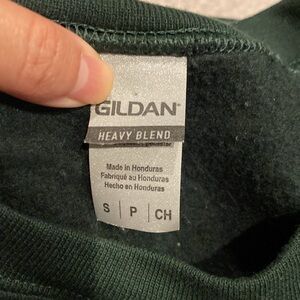 GILDAN
HEAVY BLEND
Made in Honduras
Fabriqué au Honduras
Hecho en Honduras
S | P | CH